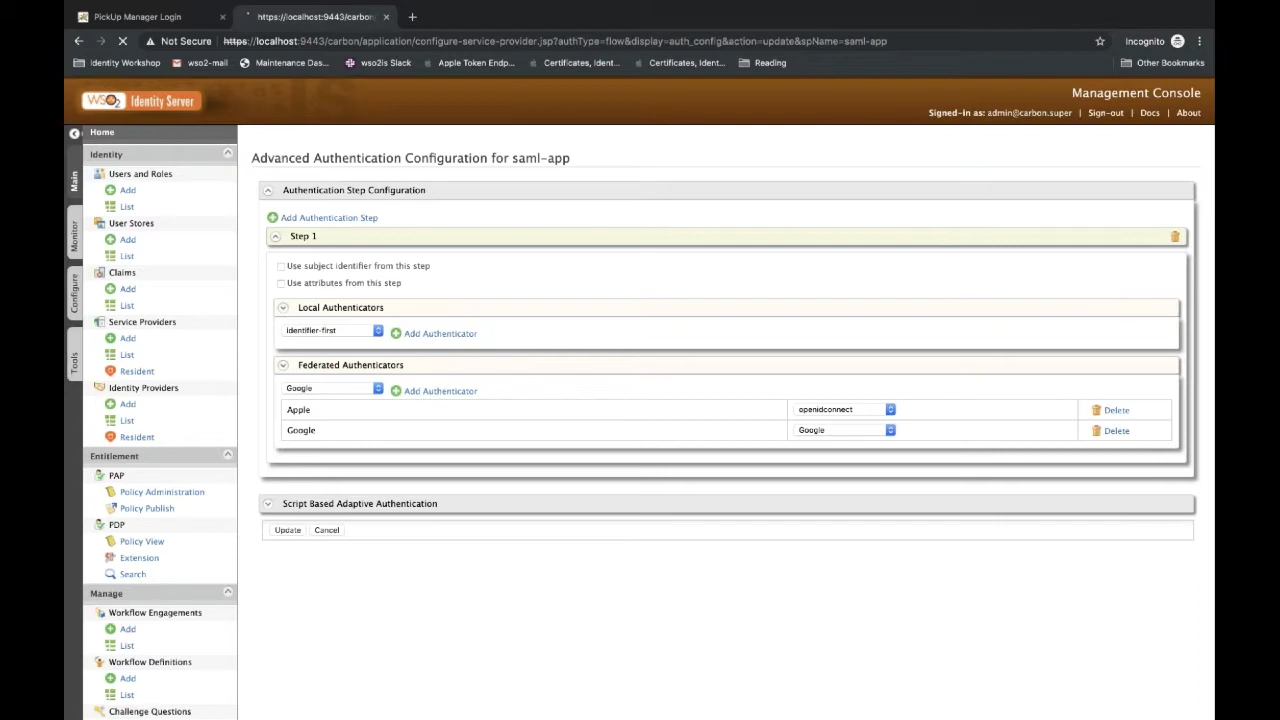 PickUp Manager Login
https://localhost:9443/carbon
Not Secure https://localhost:9443/carbon/application/configure-service-provider.jsp?authType=flow&display=auth_config&action=update&spName=saml-app
Incognito
Identity Workshop
wso2-mail
Maintenance Das...
wso2is Slack
Apple Token Endp...
Certificates, Ident...
Certificates, Ident...
Reading
Other Bookmarks
WSO2 Identity Server
Management Console
Signed-in as: admin@carbon.super | Sign-out | Docs | About
Main
Monitor
Configure
Tools
Home
Identity
Users and Roles
Add
List
User Stores
Add
List
Claims
Add
List
Service Providers
Add
List
Resident
Identity Providers
Add
List
Resident
Entitlement
PAP
Policy Administration
Policy Publish
PDP
Policy View
Extension
Search
Manage
Workflow Engagements
Add
List
Workflow Definitions
Add
List
Challenge Questions
Advanced Authentication Configuration for saml-app
Authentication Step Configuration
Add Authentication Step
Step 1
Use subject identifier from this step
Use attributes from this step
Local Authenticators
identifier-first Add Authenticator
Federated Authenticators
Google Add Authenticator
Apple openidconnect Delete
Google Google Delete
Script Based Adaptive Authentication
Update Cancel